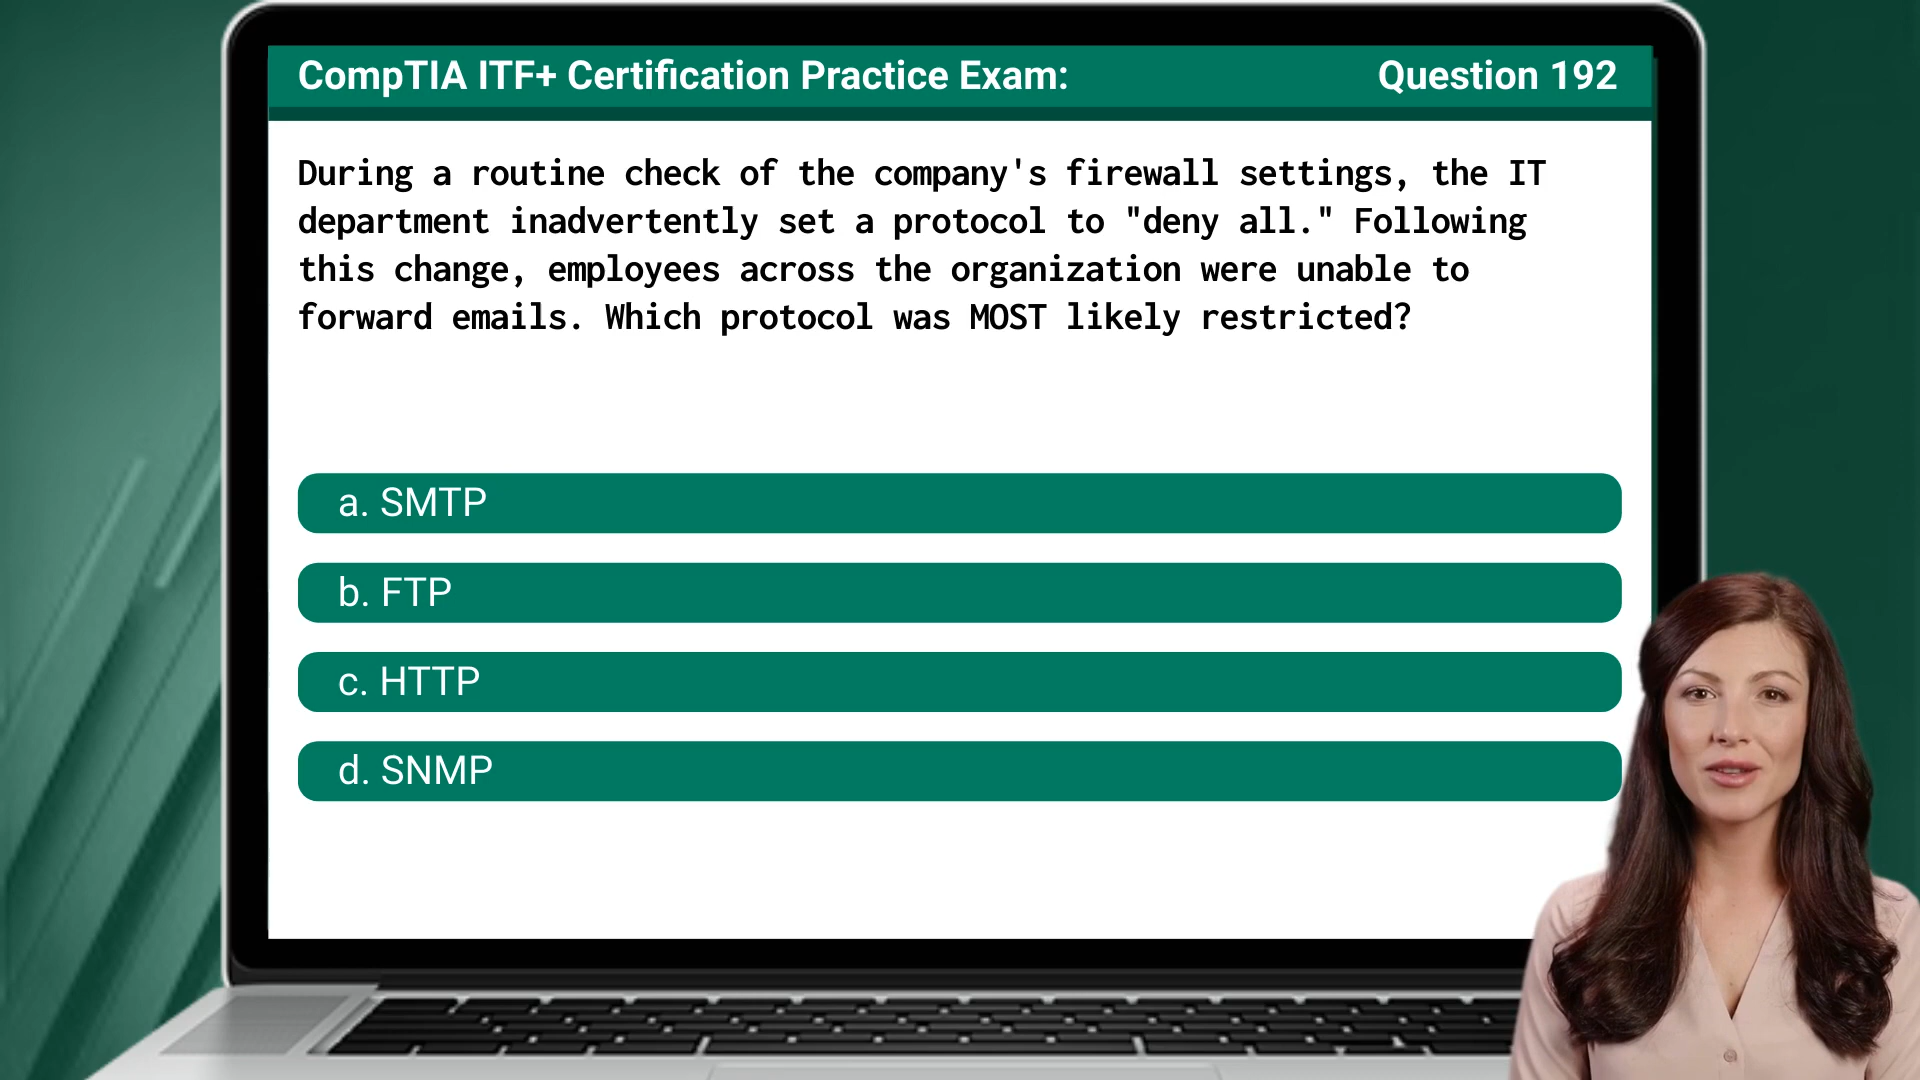 CompTIA ITF+ Certification Practice Exam: Question 192
During a routine check of the company's firewall settings, the IT
department inadvertently set a protocol to "deny all." Following
this change, employees across the organization were unable to
forward emails. Which protocol was MOST likely restricted?
a. SMTP
b. FTP
c. HTTP
d. SNMP